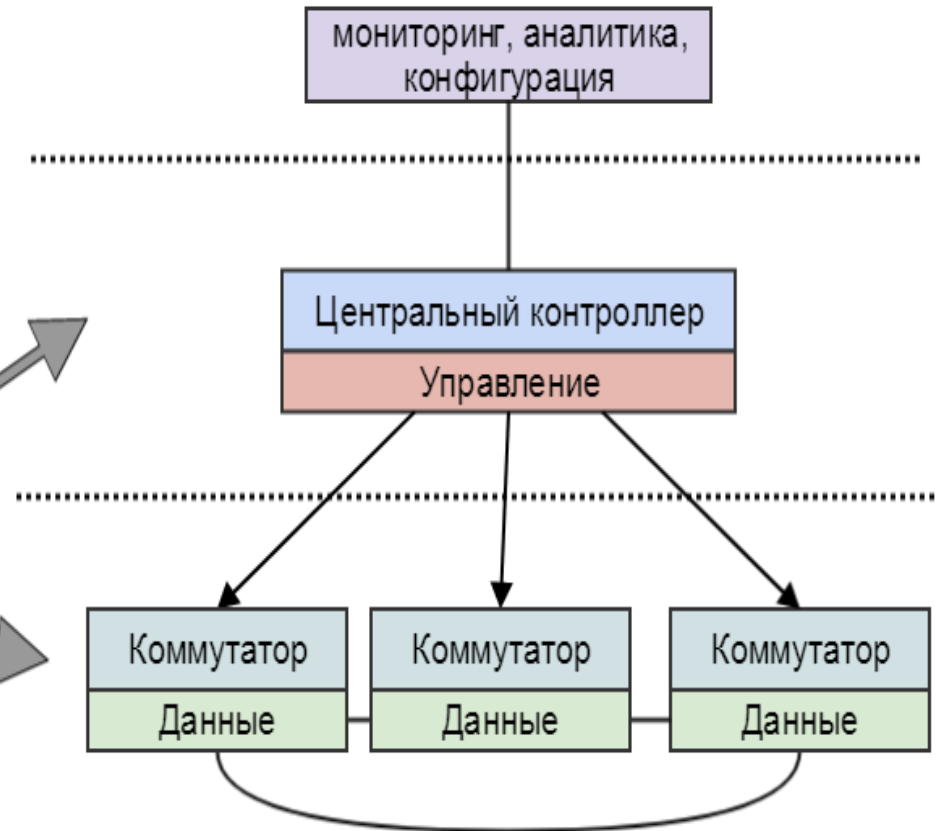 мониторинг, аналитика,
конфигурация
Центральный контроллер
Управление
Коммутатор
Коммутатор
Коммутатор
Данные
Данные
Данные